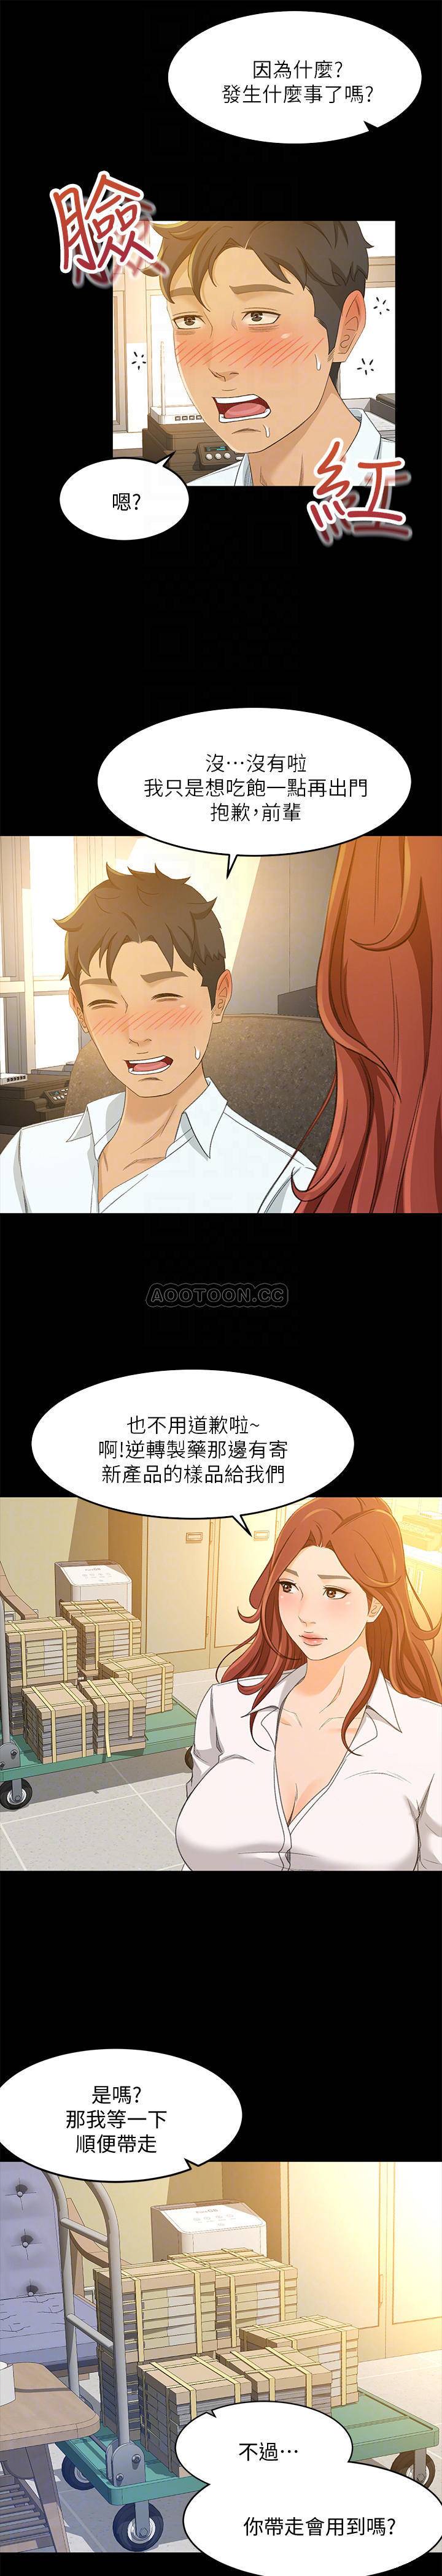 因為什麼?
發生什麼事了嗎?
臉
紅
嗯?
沒⋯沒有啦
我只是想吃飽一點再出門
抱歉,前輩
AOOTOON.CC
也不用道歉啦~
啊!逆轉製藥那邊有寄
新產品的樣品給我們
是嗎?
那我等一下
順便帶走
不過⋯
你帶走會用到嗎?